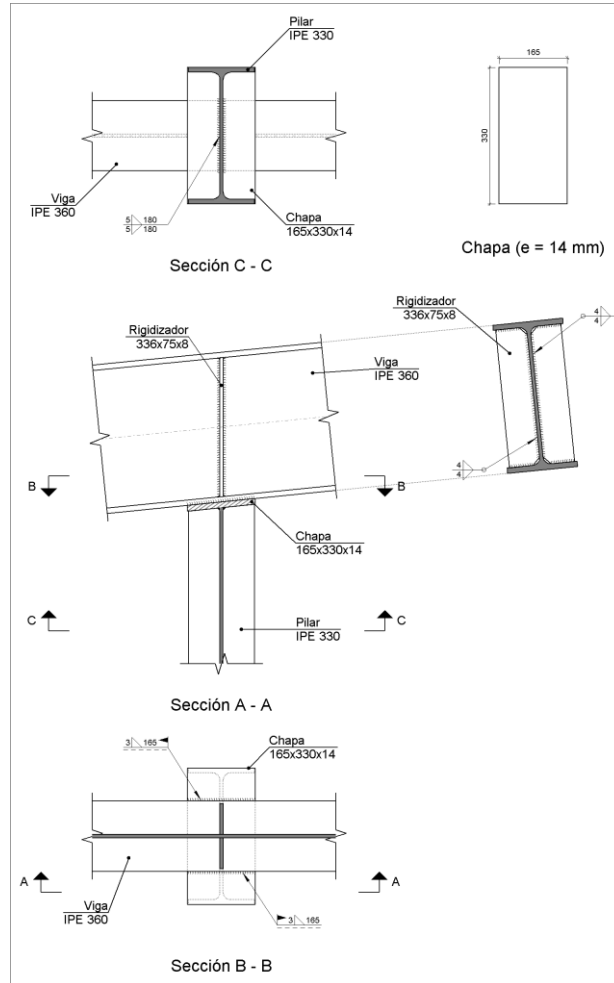 Pilar
IPE 330
165
330
Viga
IPE 360
5 180
5 180
Chapa
165x330x14
Sección C - C
Chapa (e = 14 mm)
Rigidizador
336x75x8
Viga
IPE 360
Rigidizador
336x75x8
4
4
4
4
B
B
Chapa
165x330x14
C
C
Pilar
IPE 330
Sección A - A
3 165
Chapa
165x330x14
A
A
Viga
IPE 360
3 165
Sección B - B